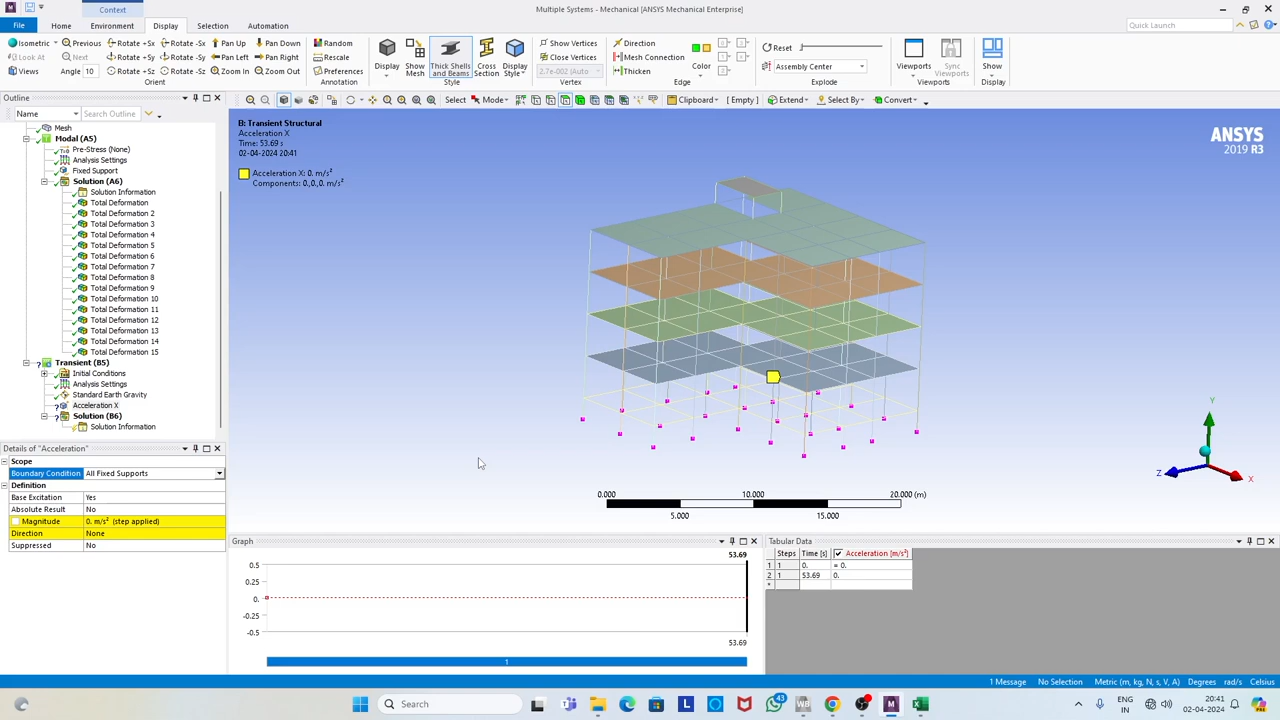 Context
Multiple Systems - Mechanical [ANSYS Mechanical Enterprise]
File
Home
Environment
Display
Selection
Automation
Quick Launch
Isometric
Look At
Views
Previous
Next
Angle 10
Rotate +Sx
Rotate +Sy
Rotate +Sz
Rotate -Sx
Rotate -Sy
Rotate -Sz
Pan Up
Pan Left
Zoom In
Pan Down
Pan Right
Zoom Out
Orient
Random
Rescale
Preferences
Annotation
Display
Show Mesh
Thick Shells and Beams
Cross Section
Display Style
Style
Show Vertices
Close Vertices
2.7e-002 (Auto
Vertex
Direction
Mesh Connection
Thicken
Color
Edge
Reset
Assembly Center
Explode
Viewports
Sync Viewports
Viewports
Show
Display
Outline
Name
Search Outline
Select
Mode
Clipboard
[ Empty ]
Extend
Select By
Convert
Mesh
Modal (A5)
Pre-Stress (None)
Analysis Settings
Fixed Support
Solution (A6)
Solution Information
Total Deformation
Total Deformation 2
Total Deformation 3
Total Deformation 4
Total Deformation 5
Total Deformation 6
Total Deformation 7
Total Deformation 8
Total Deformation 9
Total Deformation 10
Total Deformation 11
Total Deformation 12
Total Deformation 13
Total Deformation 14
Total Deformation 15
Transient (B5)
Initial Conditions
Analysis Settings
Standard Earth Gravity
Acceleration X
Solution (B6)
Solution Information
B: Transient Structural
Acceleration X
Time: 53.69 s
02-04-2024 20:41
Acceleration X: 0. m/s²
Components: 0.,0.,0. m/s²
ANSYS
2019 R3
Y
Z
X
0.000
10.000
20.000 (m)
5.000
15.000
Details of "Acceleration"
Scope
Boundary Condition All Fixed Supports
Definition
Base Excitation Yes
Absolute Result No
Magnitude 0. m/s² (step applied)
Direction None
Suppressed No
Graph
53.69
0.5
0.25
0.
-0.25
-0.5
53.69
1
Tabular Data
Steps Time [s] Acceleration [m/s²]
1 1 0. = 0.
2 1 53.69 0.
*
1 Message
No Selection
Metric (m, kg, N, s, V, A)
Degrees
rad/s
Celsius
Search
43
ENG
IN
20:41
02-04-2024